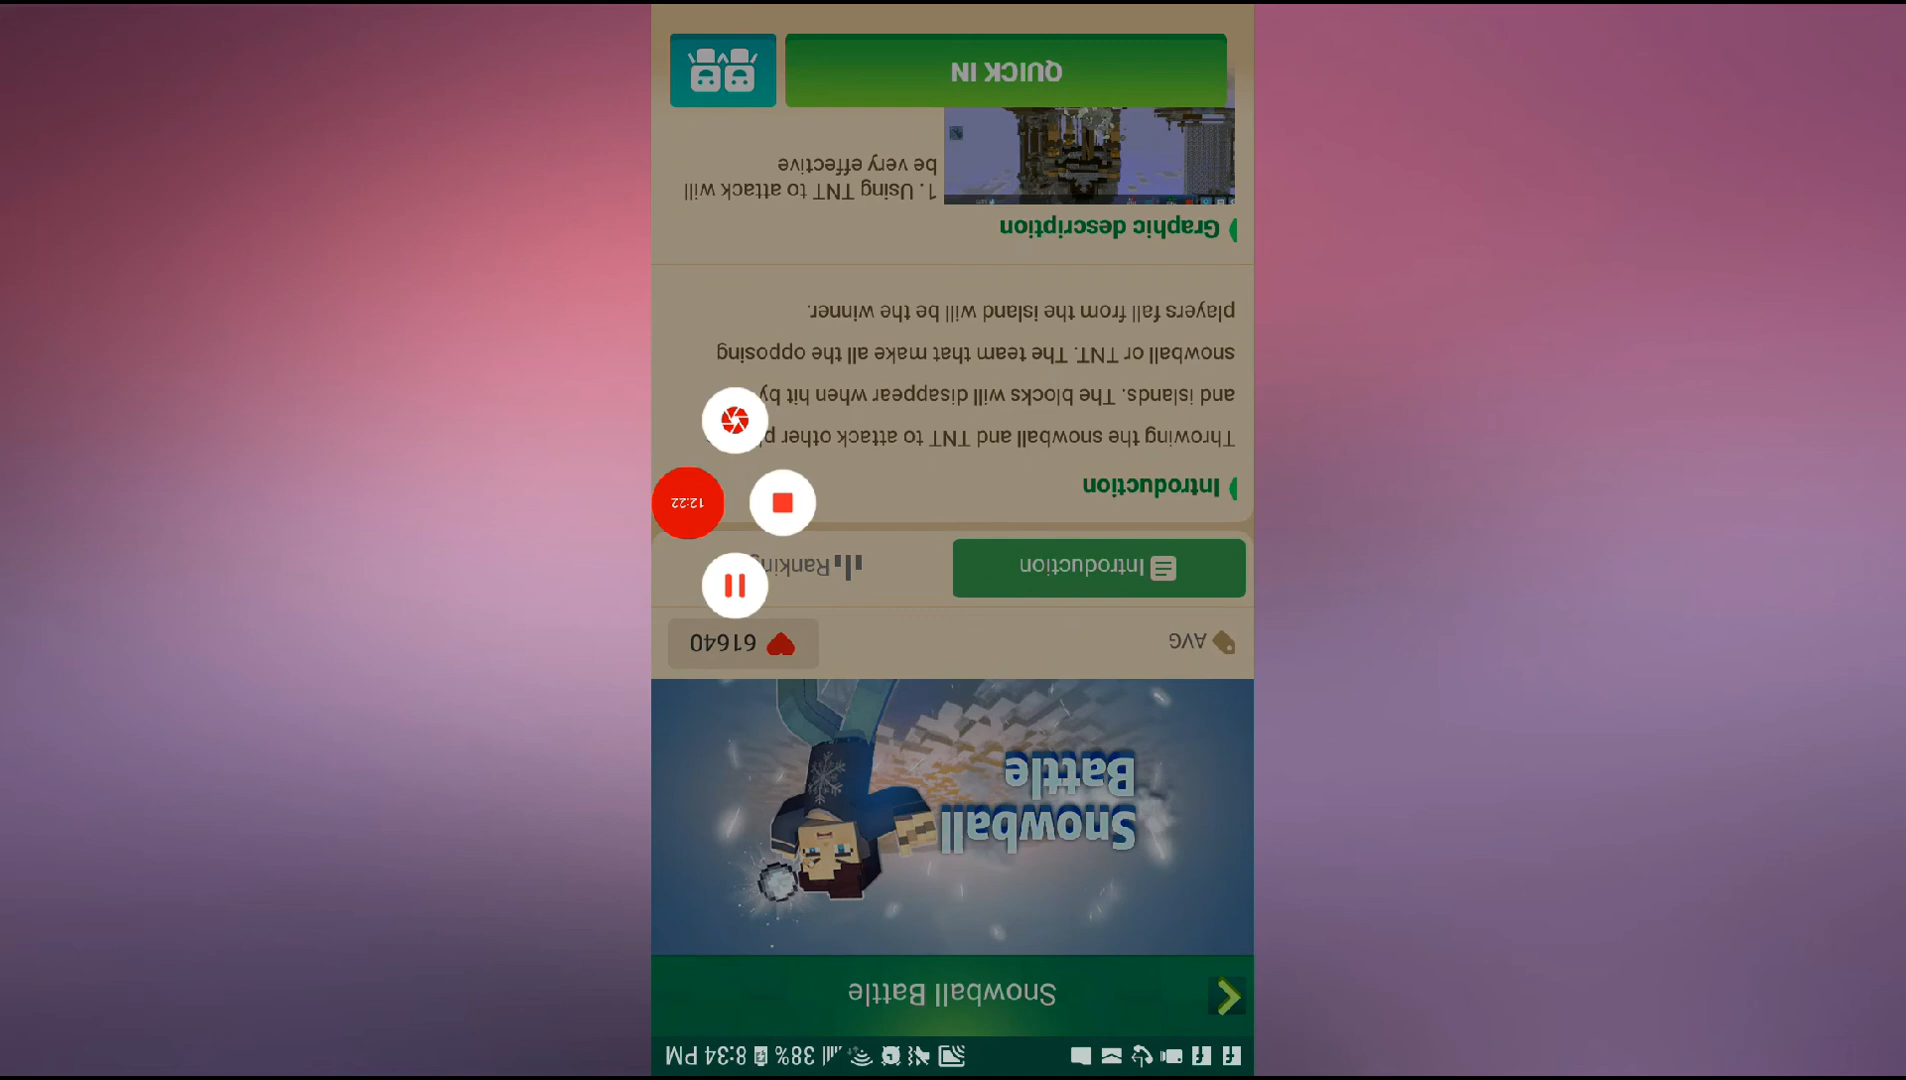 8:34 PM 38%
Snowball Battle
Snowball
Battle
AVG
61640
Introduction
Ranking
12:22
Introduction
Throwing the snowball and TNT to attack other
and islands. The blocks will disappear when hit by
snowball or TNT. The team that make all the opposing
players fall from the island will be the winner.
Graphic description
1. Using TNT to attack will
be very effective
QUICK IN